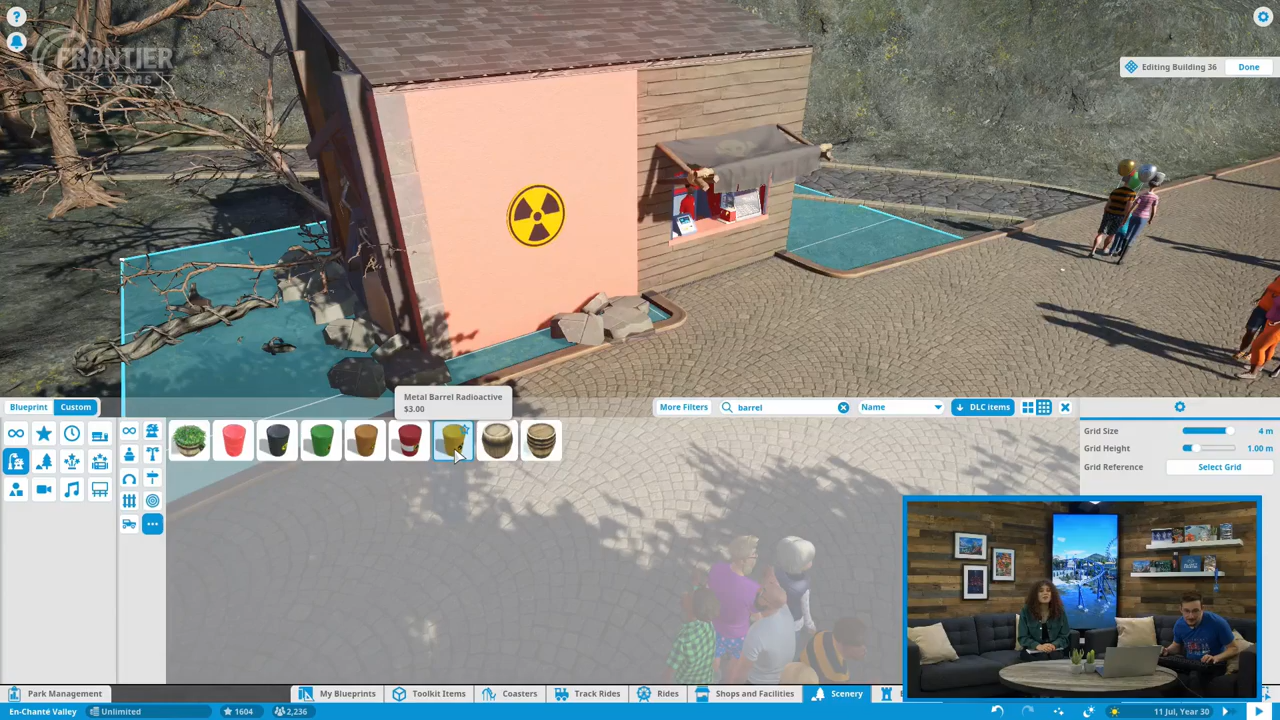 FRONTIER
YEARS
Editing Building 36
Done
Metal Barrel Radioactive
$3.00
Blueprint
Custom
More Filters
barrel
Name
DLC items
Grid Size
4 m
Grid Height
1.00 m
Grid Reference
Select Grid
Park Management
My Blueprints
Toolkit Items
Coasters
Track Rides
Rides
Shops and Facilities
Scenery
En-Chanté Valley
Unlimited
1604
2,236
11 Jul, Year 30